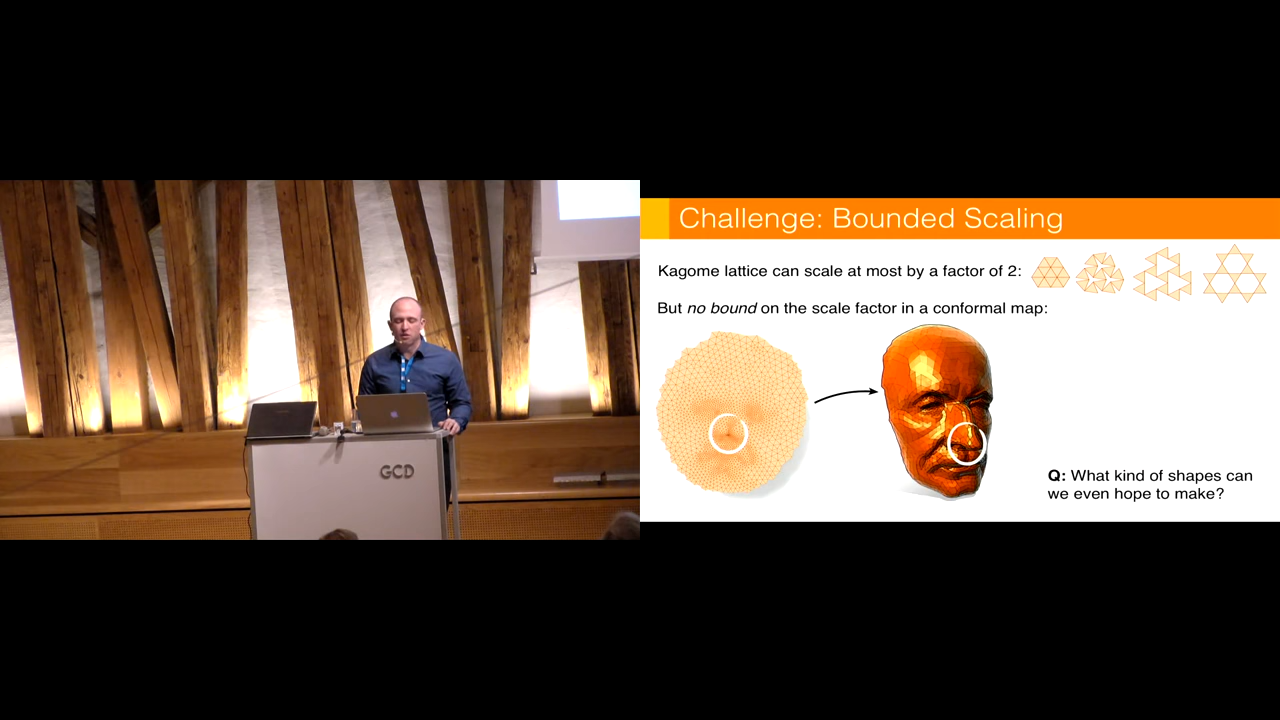 GCD
Challenge: Bounded Scaling
Kagome lattice can scale at most by a factor of 2:
But no bound on the scale factor in a conformal map:
Q: What kind of shapes can
we even hope to make?